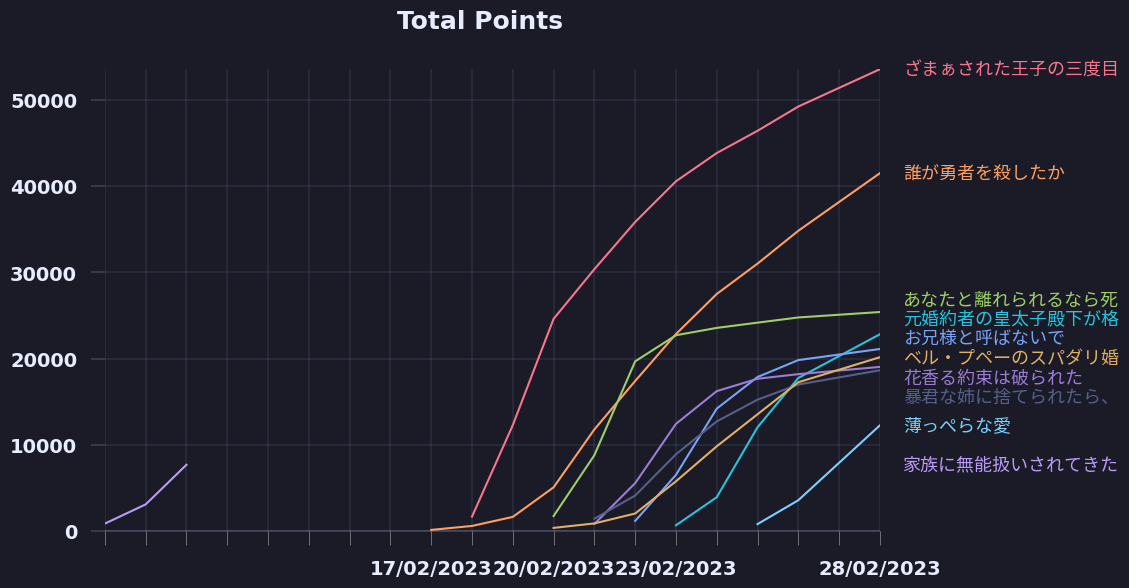 Total Points
50000
40000
30000
20000
10000
0
17/02/2023
20/02/2023
23/02/2023
28/02/2023
ざまぁされた王子の三度目
誰が勇者を殺したか
あなたと離れられるなら死
元婚約者の皇太子殿下が格
お兄様と呼ばないで
ベル・プペーのスパダリ婚
花香る約束は破られた
暴君な姉に捨てられたら、
薄っぺらな愛
家族に無能扱いされてきた